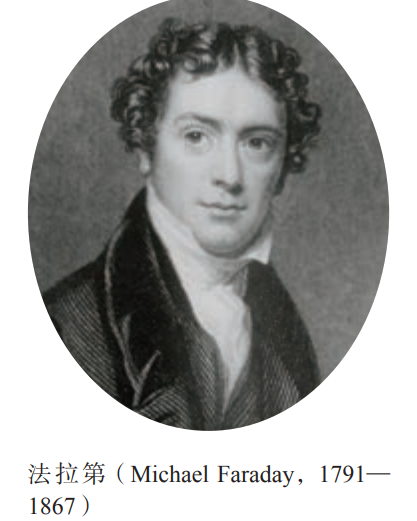 法拉第（Michael Faraday，1791—
1867）